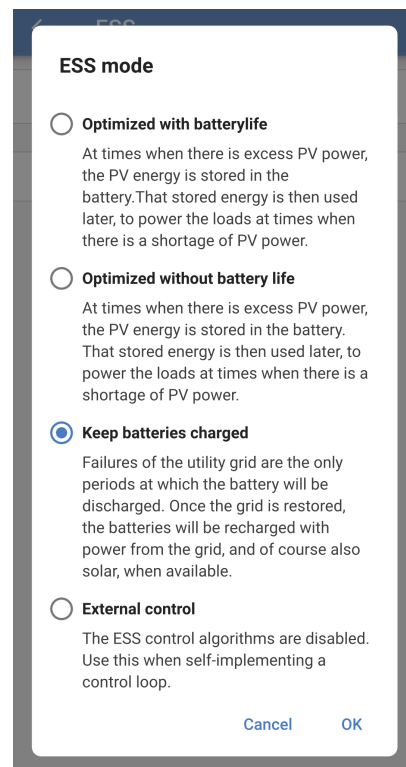 ESS
ESS mode
Optimized with batterylife
At times when there is excess PV power,
the PV energy is stored in the
battery.That stored energy is then used
later, to power the loads at times when
there is a shortage of PV power.
Optimized without battery life
At times when there is excess PV power,
the PV energy is stored in the battery.
That stored energy is then used later, to
power the loads at times when there is a
shortage of PV power.
Keep batteries charged
Failures of the utility grid are the only
periods at which the battery will be
discharged. Once the grid is restored,
the batteries will be recharged with
power from the grid, and of course also
solar, when available.
External control
The ESS control algorithms are disabled.
Use this when self-implementing a
control loop.
Cancel OK